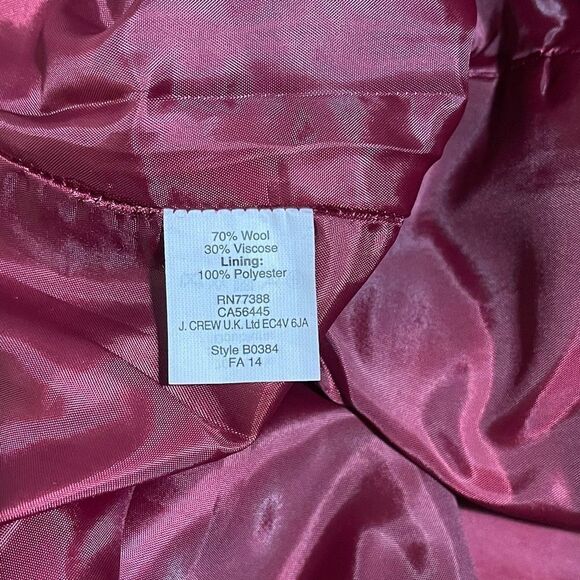 70% Wool
30% Viscose
Lining:
100% Polyester
RN77388
CA56445
J. CREW U.K. Ltd EC4V 6JA
Style B0384
FA 14